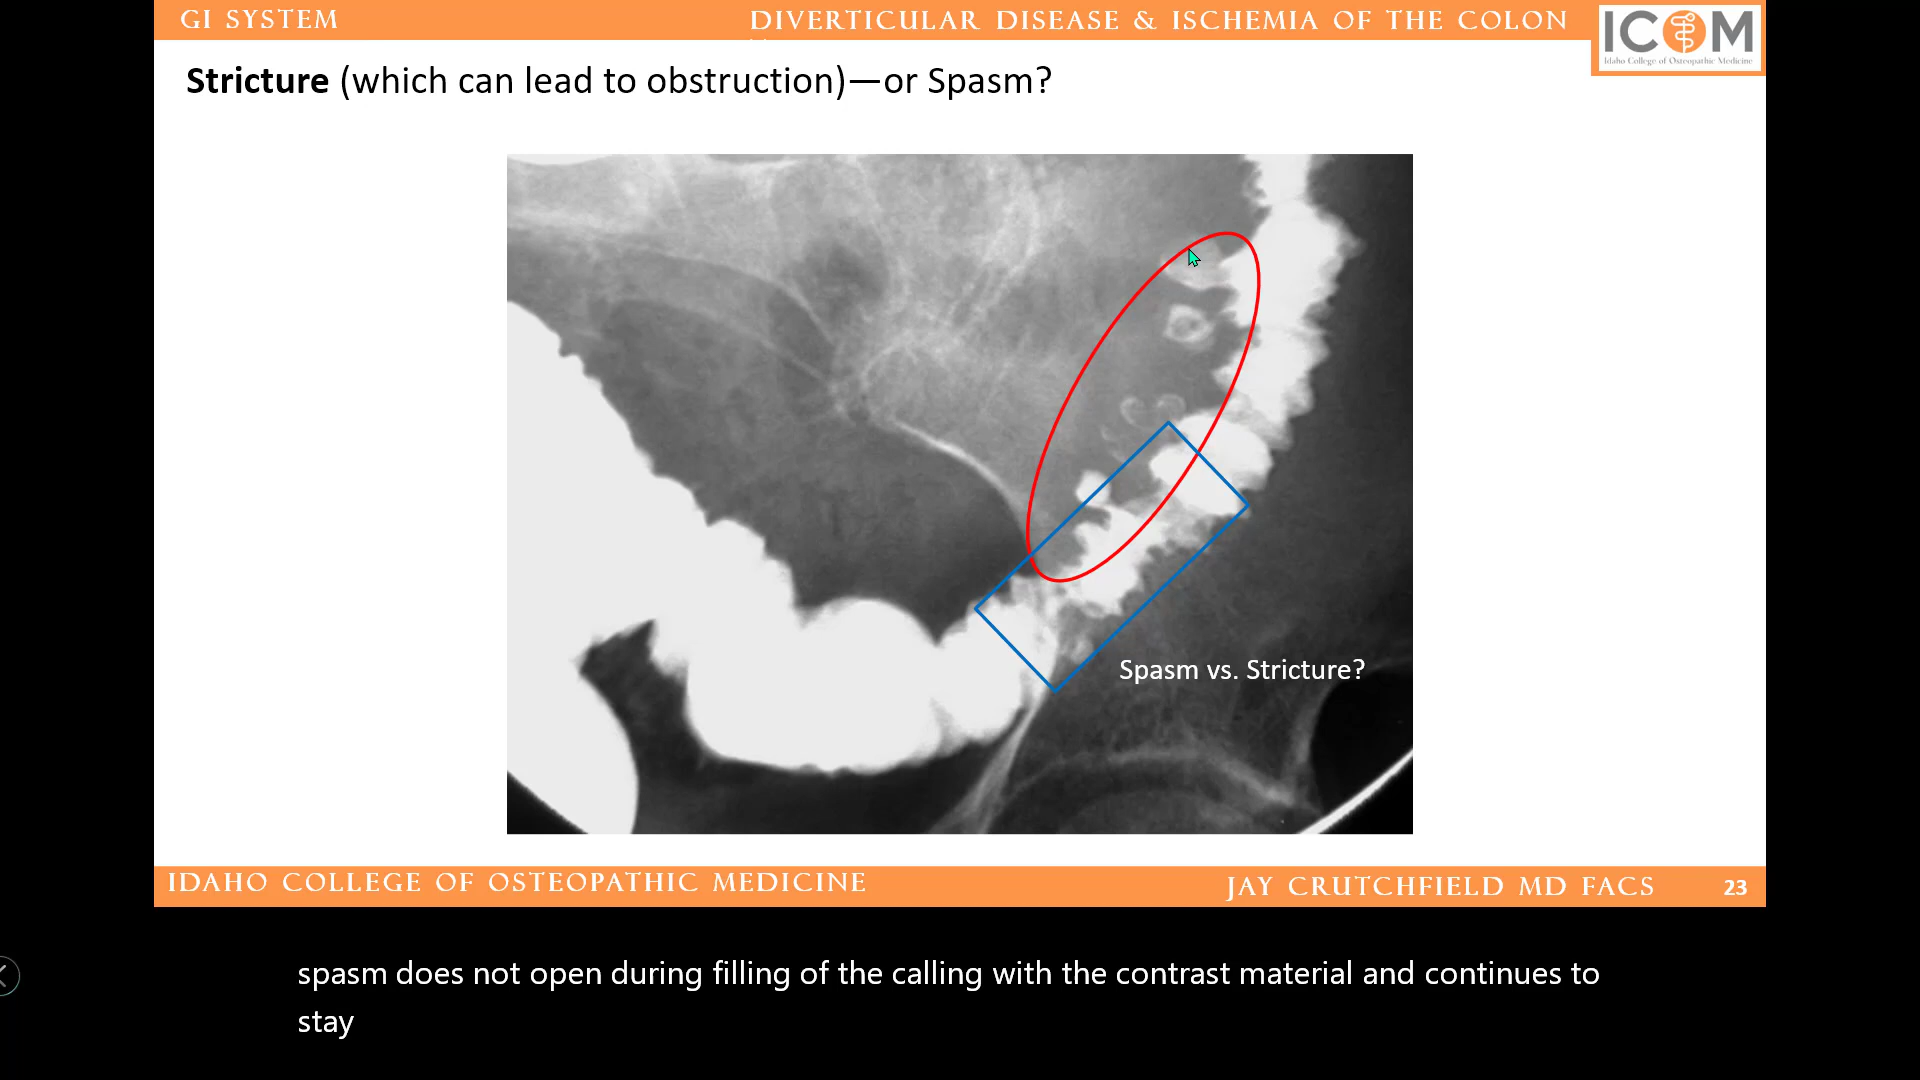 GI SYSTEM
DIVERTICULAR DISEASE & ISCHEMIA OF THE COLON
ICOM
Idaho College of Osteopathic Medicine
Stricture (which can lead to obstruction)—or Spasm?
Spasm vs. Stricture?
IDAHO COLLEGE OF OSTEOPATHIC MEDICINE
JAY CRUTCHFIELD MD FACS
23
spasm does not open during filling of the calling with the contrast material and continues to
stay